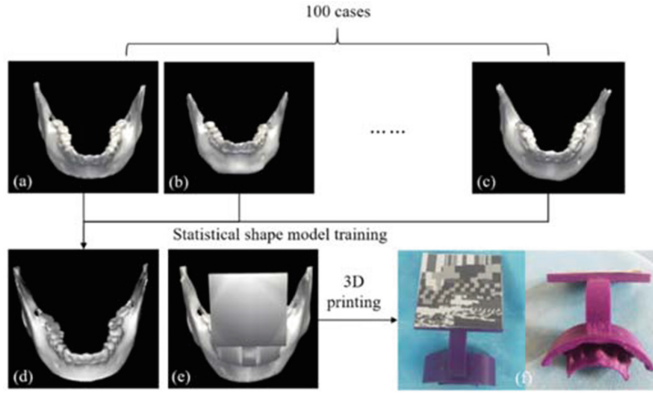 100 cases
(a)
(b)
......
(c)
Statistical shape model training
3D
printing
(d)
(e)
(f)